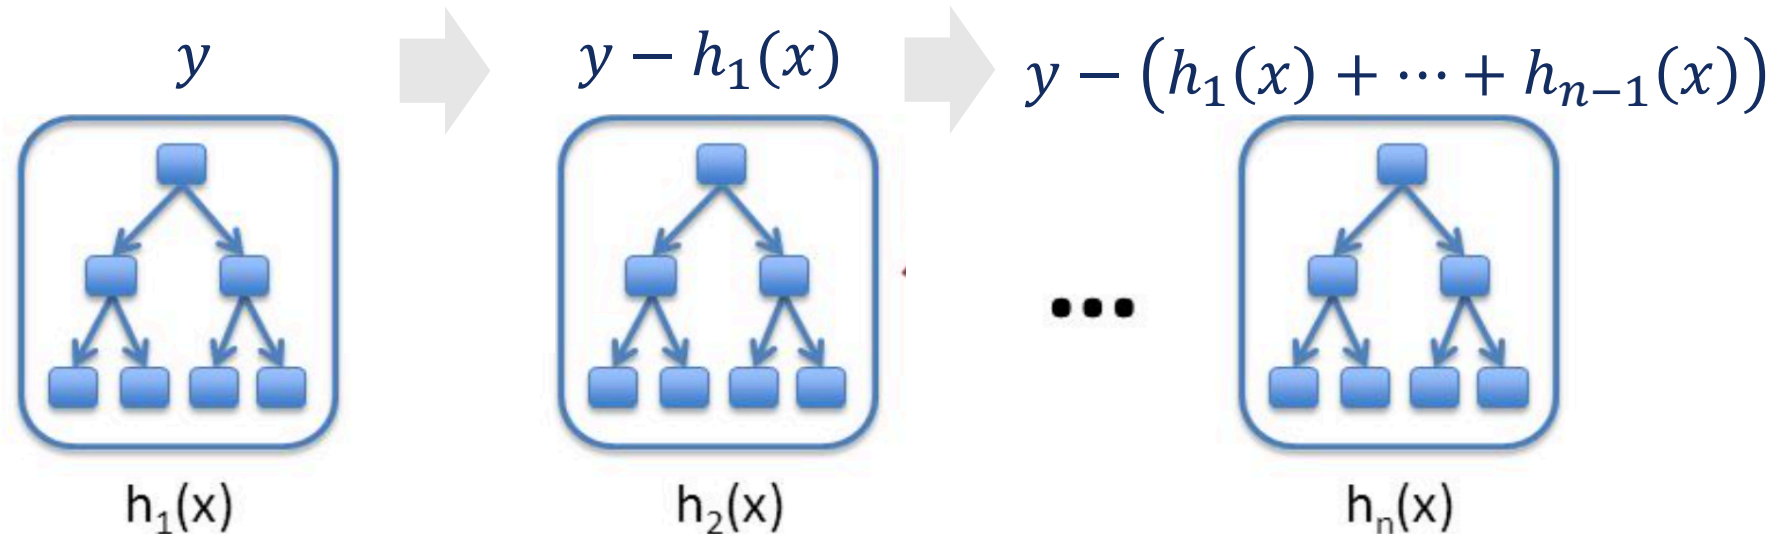 y
y − h₁(x)
y − (h₁(x) + ⋯ + hₙ₋₁(x))
...
h₁(x)
h₂(x)
hₙ(x)